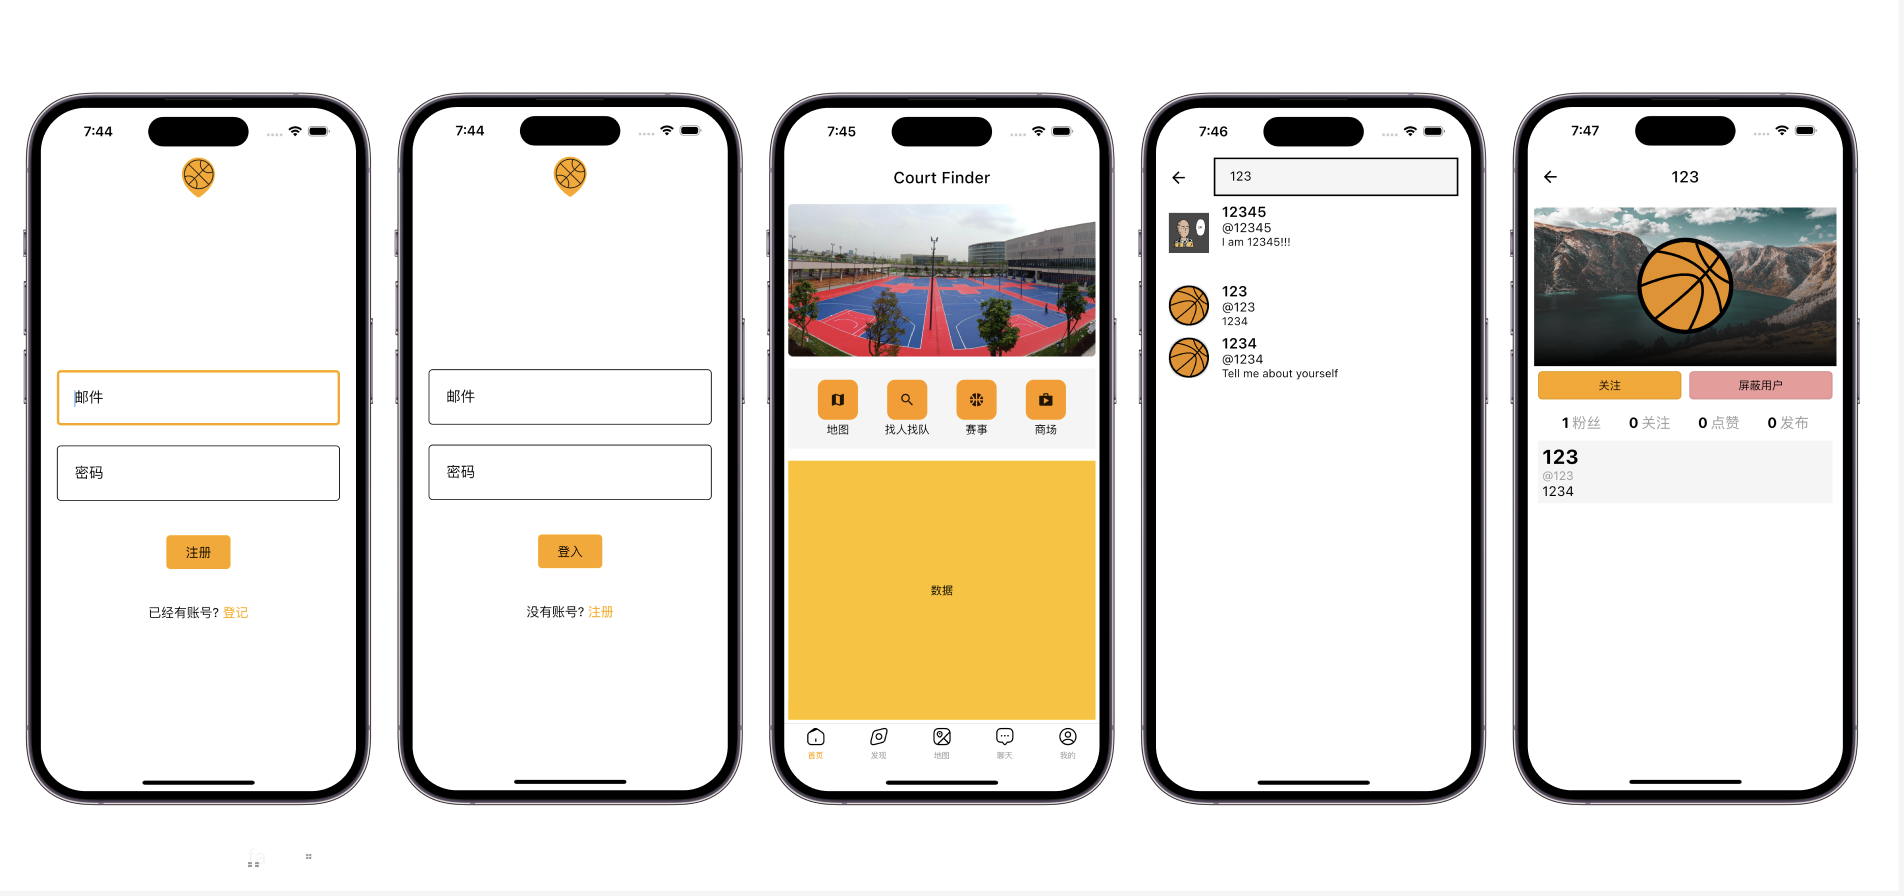 7:44
邮件
密码
注册
已经有账号? 登记
7:44
邮件
密码
登入
没有账号? 注册
7:45
Court Finder
地图
找人找队
赛事
商场
数据
首页
发现
地图
聊天
我的
7:46
123
12345
@12345
I am 12345!!!
123
@123
1234
1234
@1234
Tell me about yourself
7:47
123
关注
屏蔽用户
1 粉丝
0 关注
0 点赞
0 发布
123
@123
1234